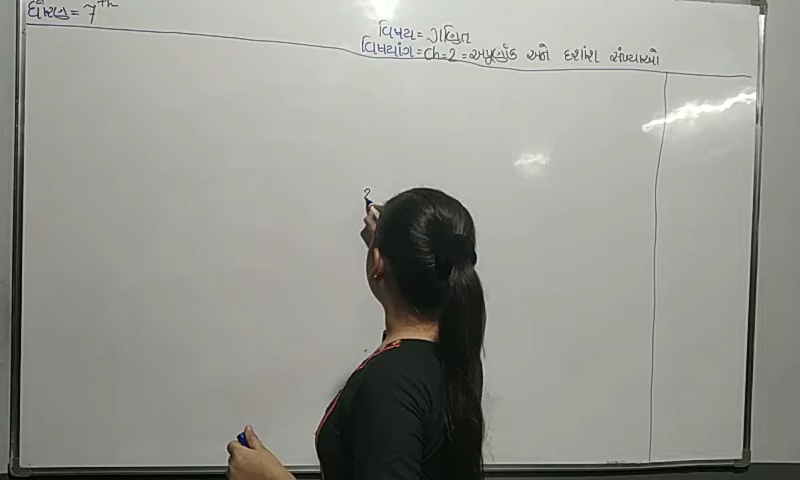 ધોરણ = 7th
વિષય = ગણિત
વિષયાંગ = Ch = 2 = અપૂર્ણાંક અને દશાંશ સંખ્યાઓ